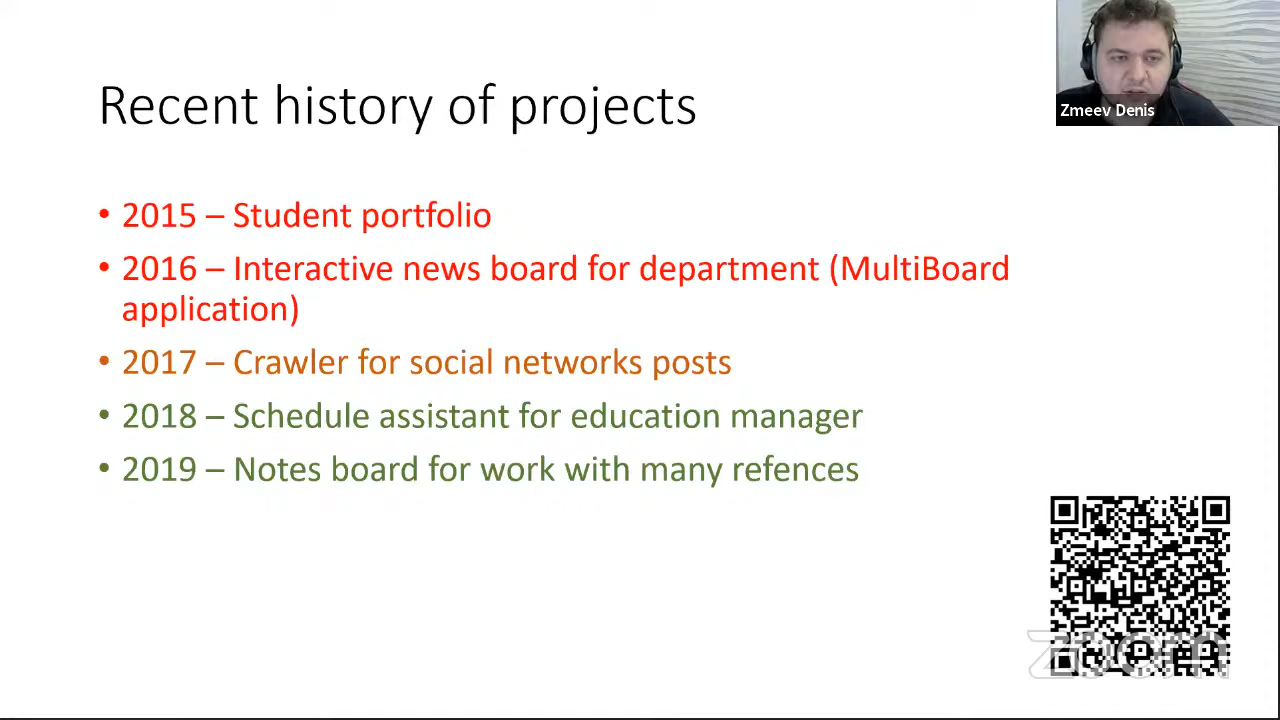 Zmeev Denis
Recent history of projects
• 2015 – Student portfolio
• 2016 – Interactive news board for department (MultiBoard
application)
• 2017 – Crawler for social networks posts
• 2018 – Schedule assistant for education manager
• 2019 – Notes board for work with many refences
zoom